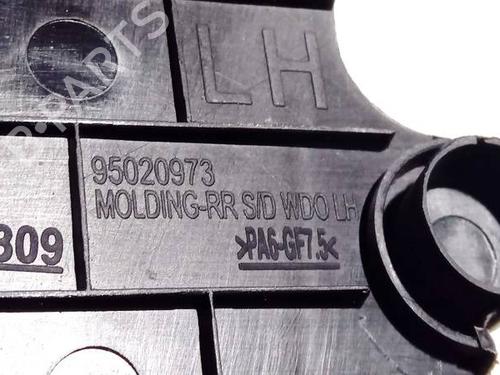 LH
95020973
MOLDING-RR S/D WDO LH
309
>PA6-GF7.5<